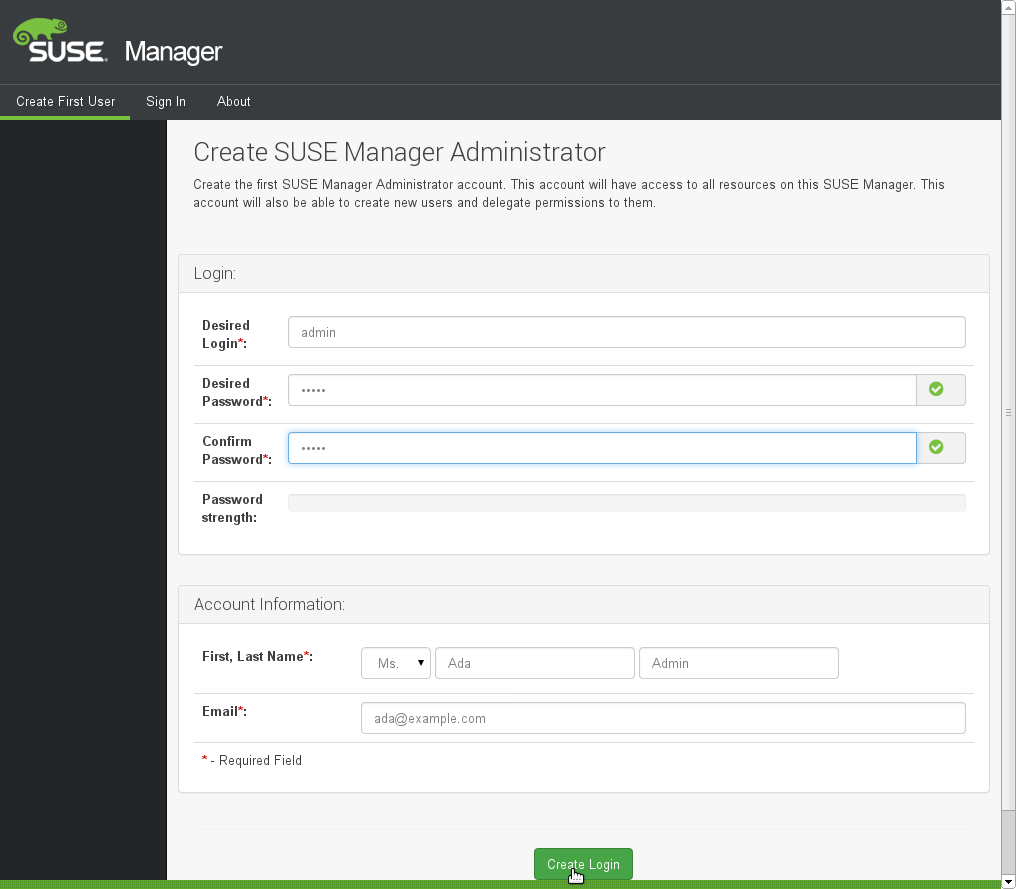 SUSE. Manager
Create First User Sign In About
Create SUSE Manager Administrator
Create the first SUSE Manager Administrator account. This account will have access to all resources on this SUSE Manager. This
account will also be able to create new users and delegate permissions to them.
Login:
Desired
Login*:
admin
Desired
Password*:
•••••
Confirm
Password*:
•••••
Password
strength:
Account Information:
First, Last Name*: Ms. Ada Admin
Email*: ada@example.com
* - Required Field
Create Login